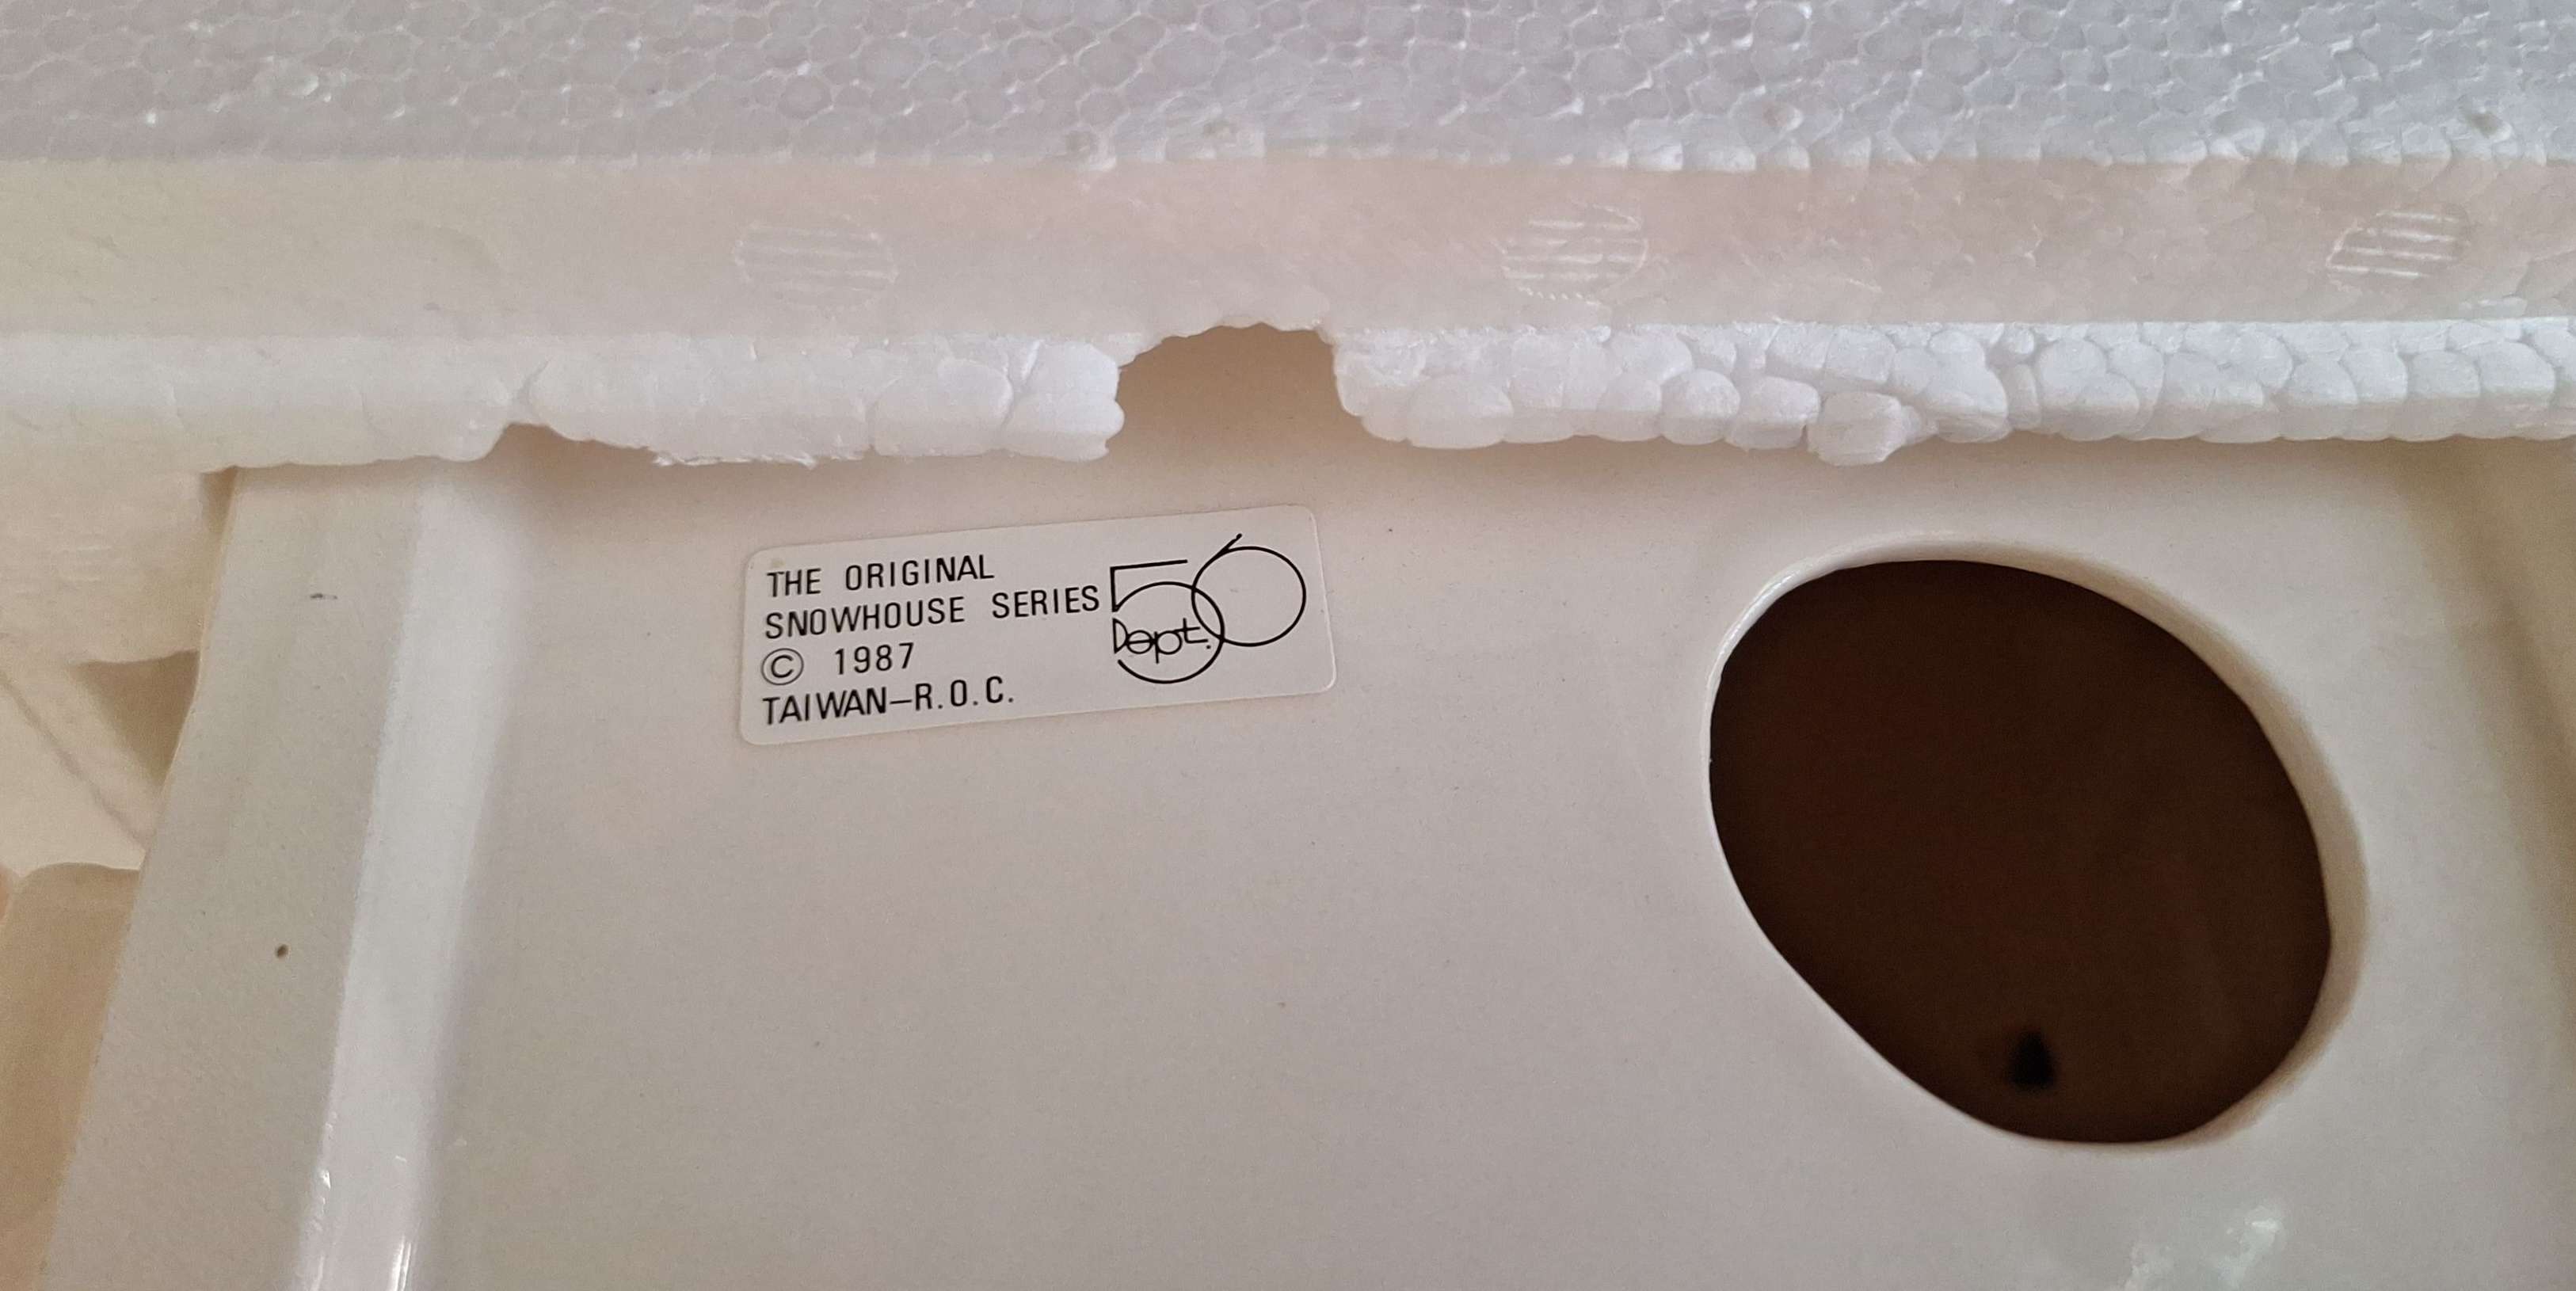 THE ORIGINAL
SNOWHOUSE SERIES
© 1987
TAIWAN–R.O.C.
56
Dept.